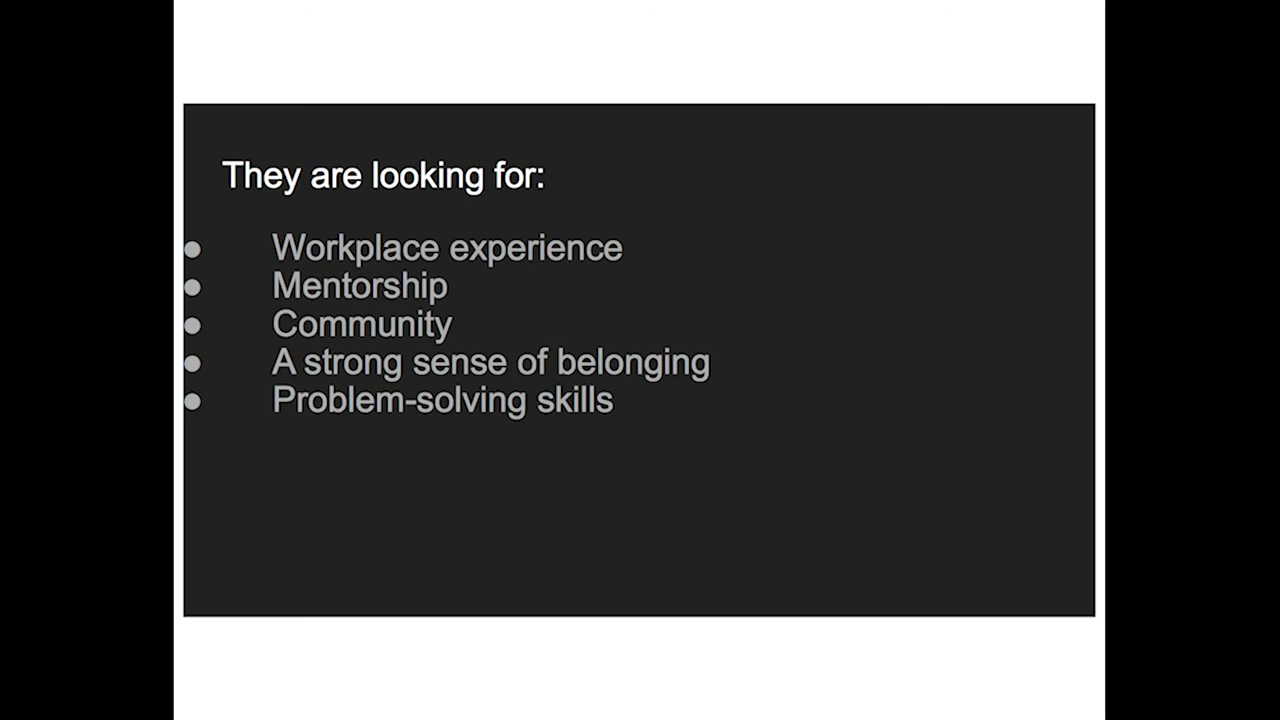 They are looking for:
● Workplace experience
● Mentorship
● Community
● A strong sense of belonging
● Problem-solving skills